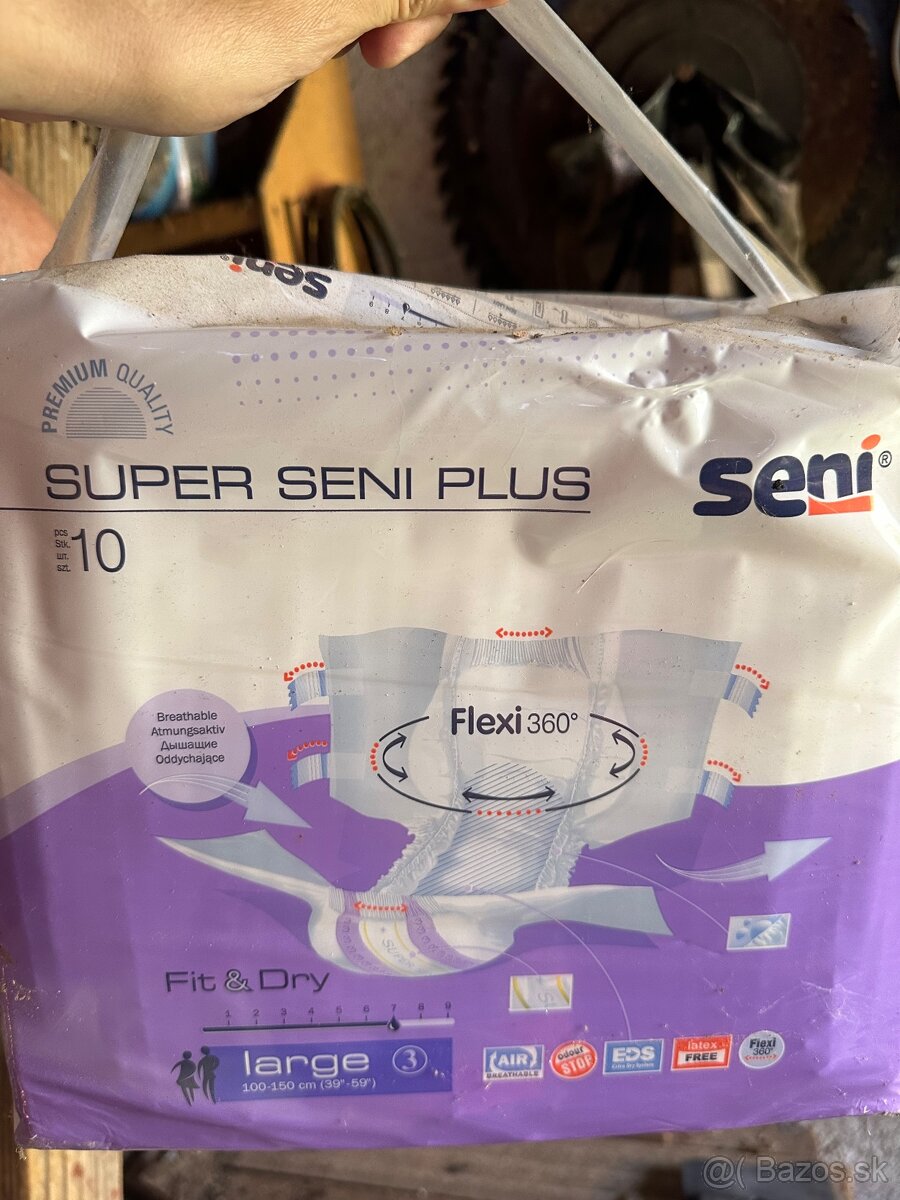 seni
PREMIUM QUALITY
SUPER SENI PLUS
seni®
pcs
Stk.
шт.
szt.
10
Breathable
Atmungsaktiv
Дышащие
Oddychające
Flexi 360°
SUPER
Fit & Dry
1 2 3 4 5 6 7 8 9
large 3
100-150 cm (39"-59")
AIR
BREATHABLE
odour
STOP
EDS
Extra Dry System
latex
FREE
Flexi
360°
@( Bazos.sk